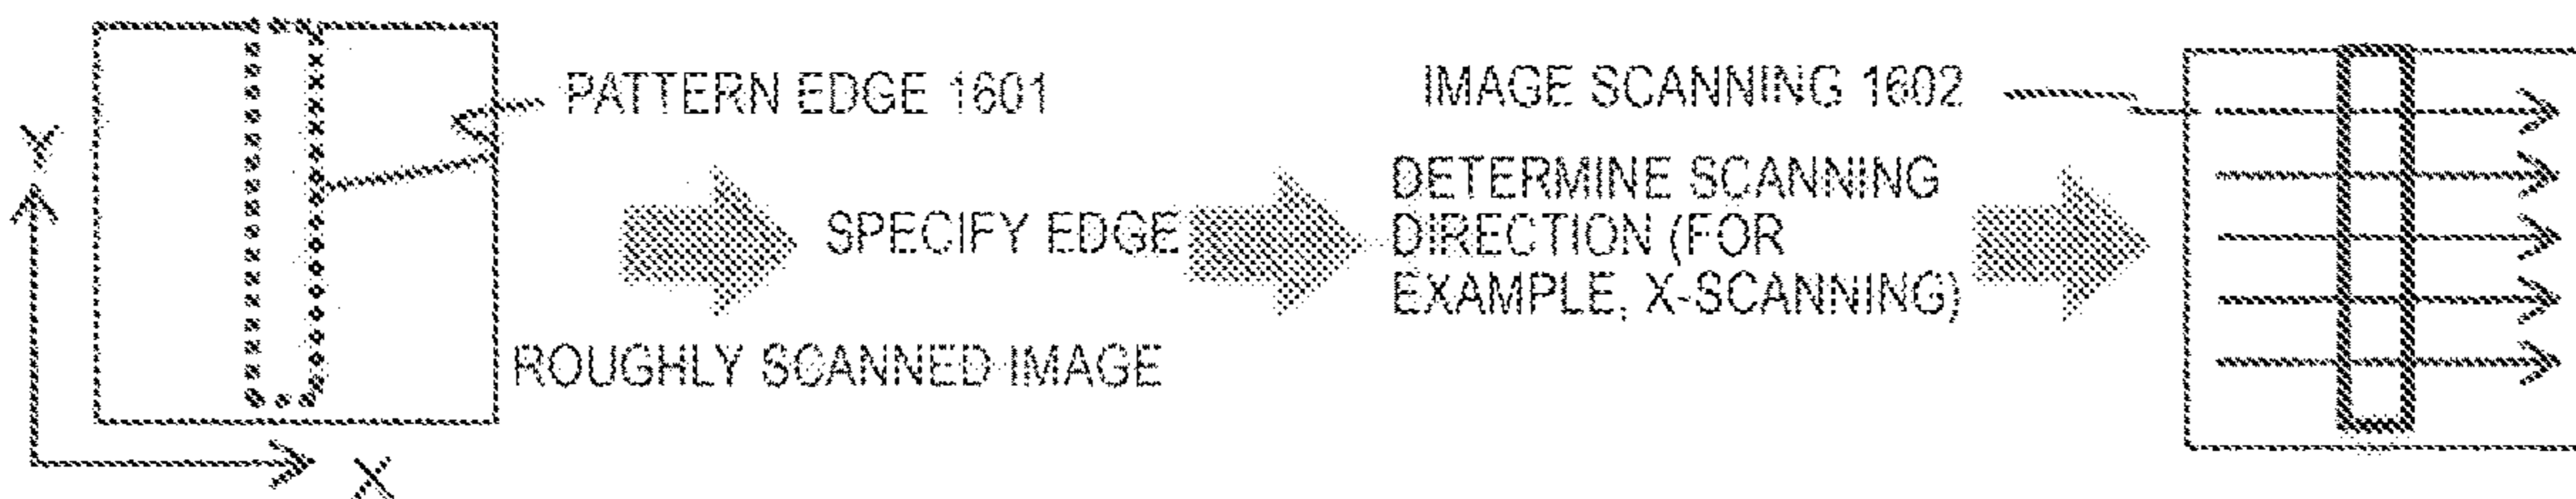 Y
X
PATTERN EDGE 1601
ROUGHLY SCANNED IMAGE
SPECIFY EDGE
DETERMINE SCANNING
DIRECTION (FOR
EXAMPLE, X-SCANNING)
IMAGE SCANNING 1602